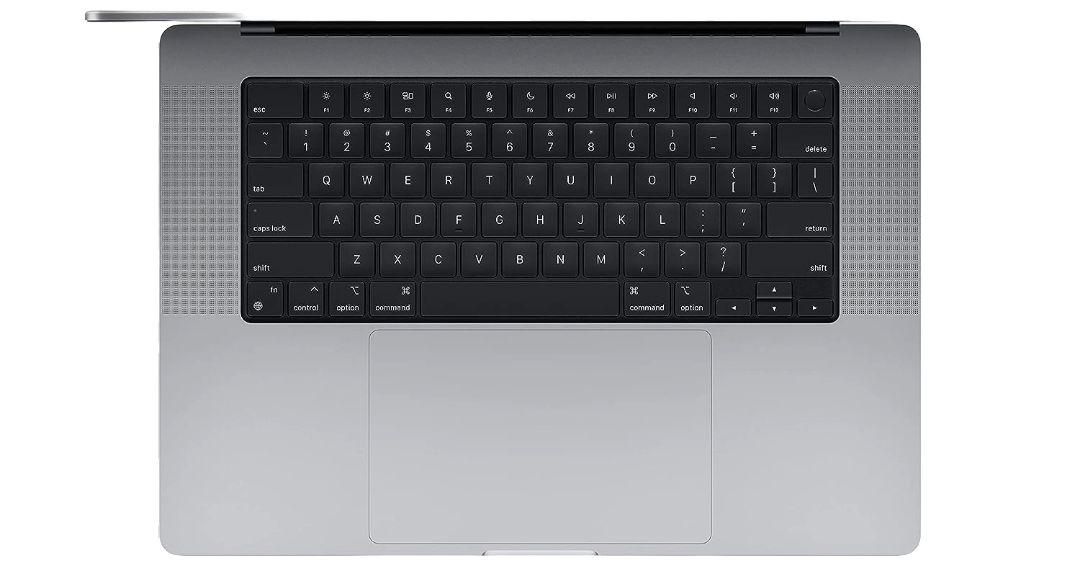 esc F1 F2 F3 F4 F5 F6 F7 F8 F9 F10 F11 F12
~ ! @ # $ % ^ & * ( ) _ +
` 1 2 3 4 5 6 7 8 9 0 - = delete
tab Q W E R T Y U I O P { [ } ] | \
caps lock A S D F G H J K L : ; " ' return
shift Z X C V B N M < , > . ? / shift
fn ^ ⌥ ⌘ ⌘ ⌥
control option command command option